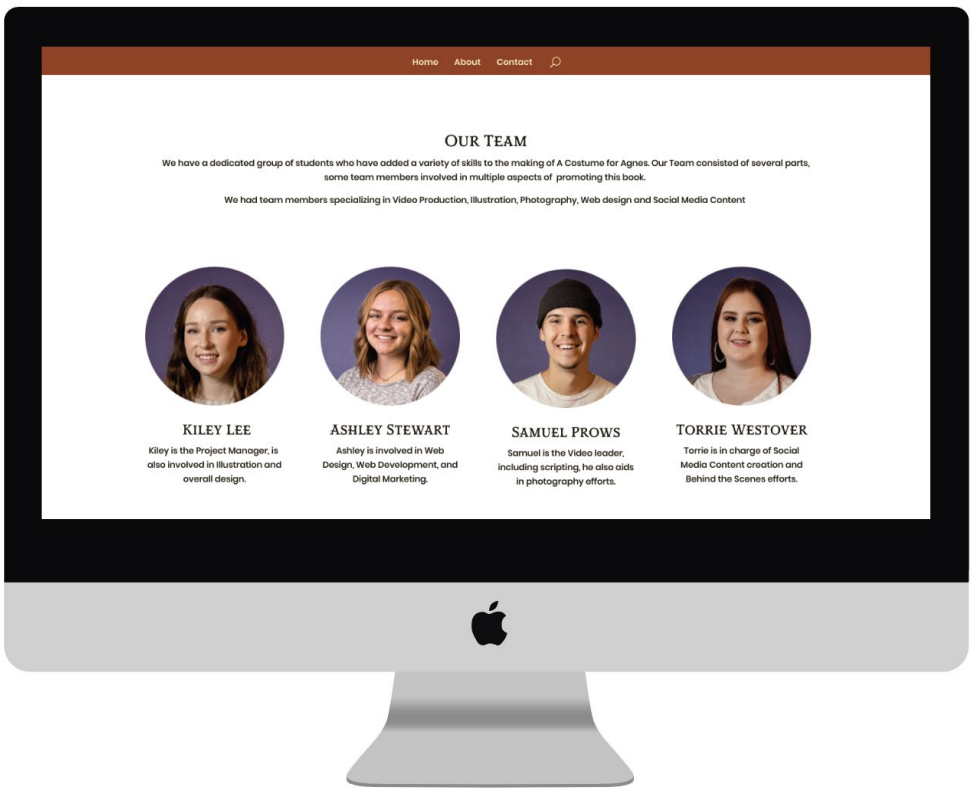 Home About Contact
Our Team
We have a dedicated group of students who have added a variety of skills to the making of A Costume for Agnes. Our Team consisted of several parts,
some team members involved in multiple aspects of promoting this book.
We had team members specializing in Video Production, Illustration, Photography, Web design and Social Media Content
Kiley Lee
Kiley is the Project Manager, is
also involved in Illustration and
overall design.
Ashley Stewart
Ashley is involved in Web
Design, Web Development, and
Digital Marketing.
Samuel Prows
Samuel is the Video leader,
including scripting, he also aids
in photography efforts.
Torrie Westover
Torrie is in charge of Social
Media Content creation and
Behind the Scenes efforts.